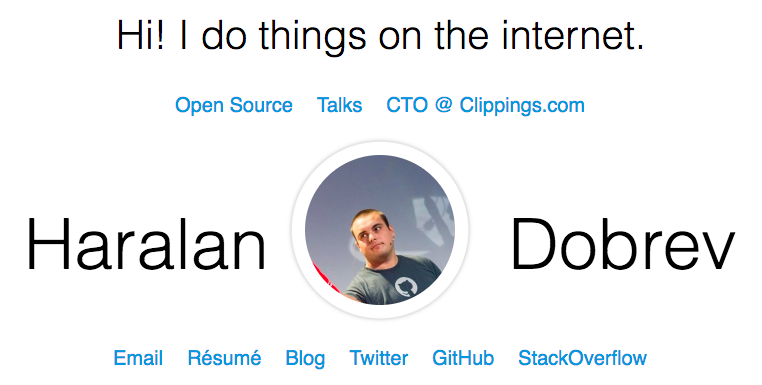 Hi! I do things on the internet.
Open Source Talks CTO @ Clippings.com
Haralan Dobrev
Email Résumé Blog Twitter GitHub StackOverflow